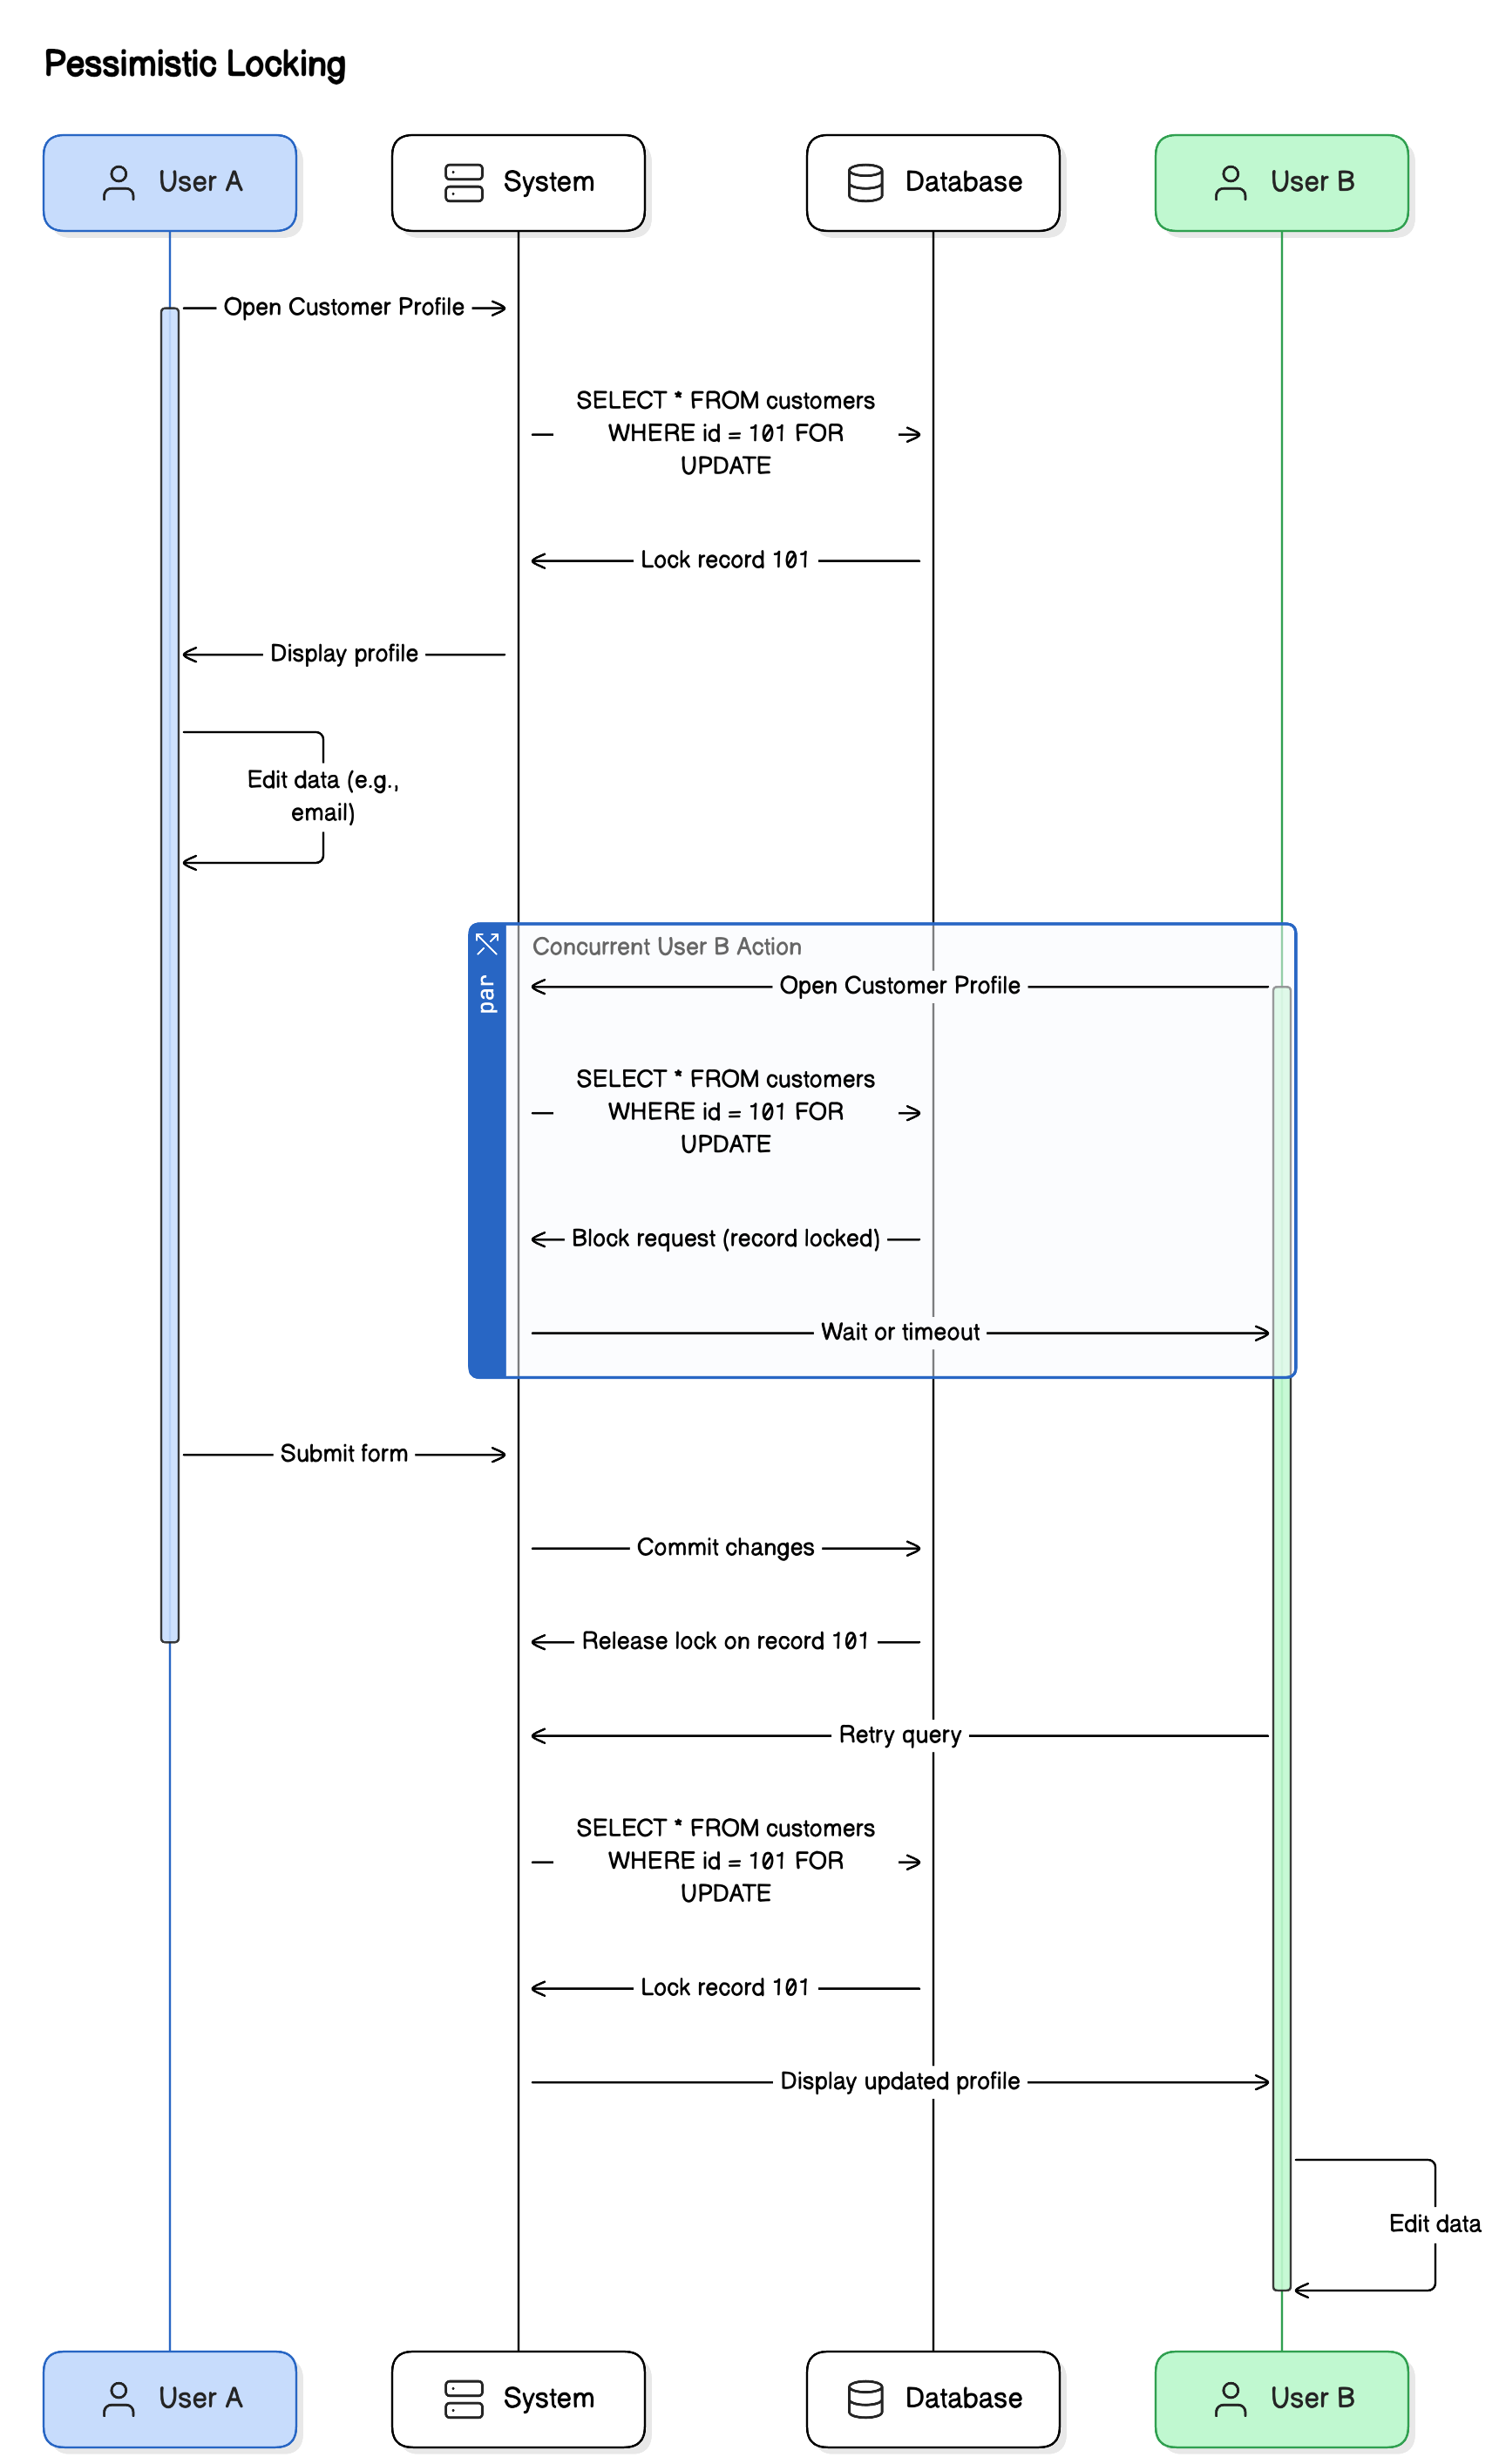 Pessimistic Locking
User A
System
Database
User B
Open Customer Profile
SELECT * FROM customers
WHERE id = 101 FOR
UPDATE
Lock record 101
Display profile
Edit data (e.g.,
email)
par
Concurrent User B Action
Open Customer Profile
SELECT * FROM customers
WHERE id = 101 FOR
UPDATE
Block request (record locked)
Wait or timeout
Submit form
Commit changes
Release lock on record 101
Retry query
SELECT * FROM customers
WHERE id = 101 FOR
UPDATE
Lock record 101
Display updated profile
Edit data
User A
System
Database
User B